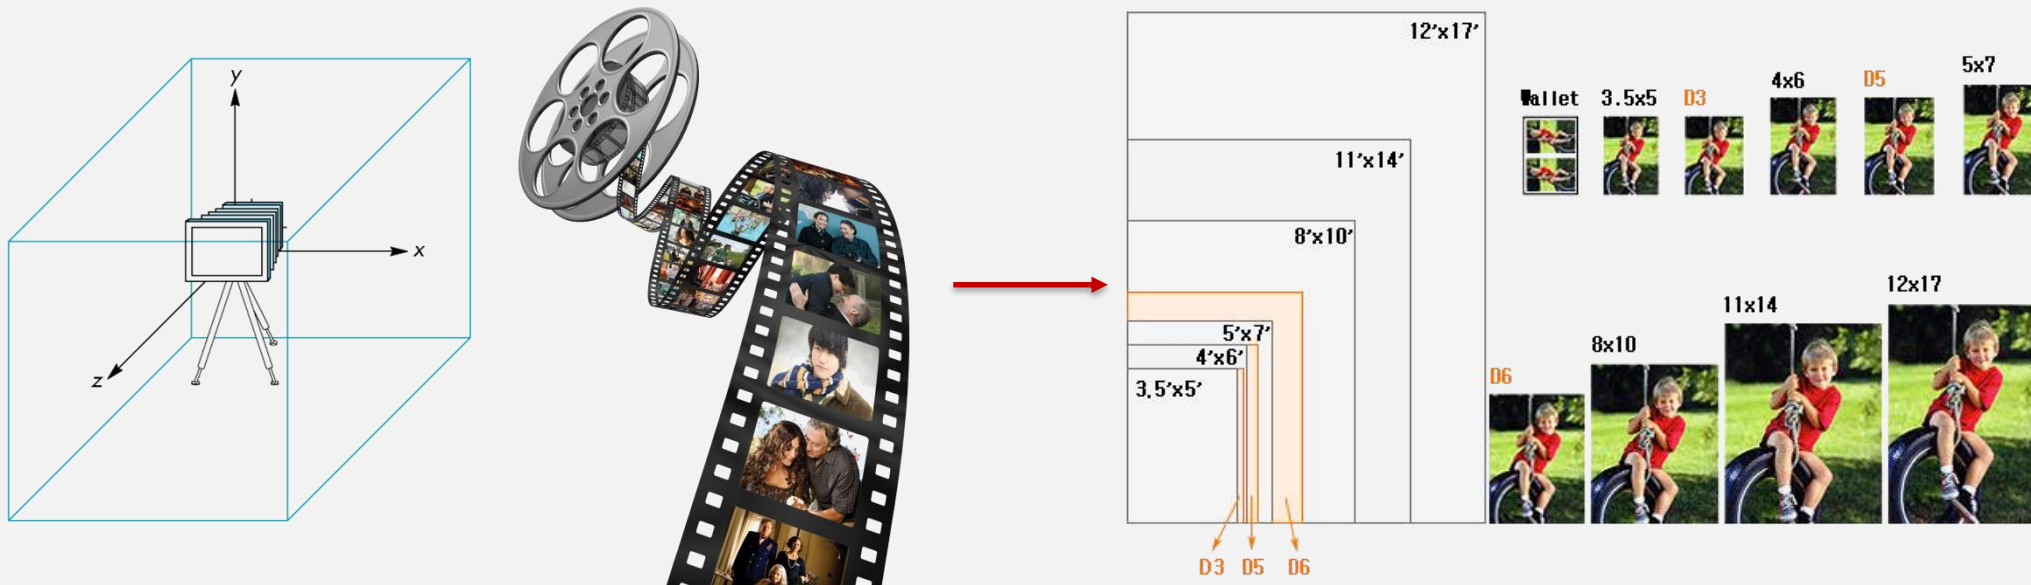 y
x
z
12'x17'
11'x14'
8'x10'
5'x7'
4'x6'
3.5'x5'
D3
D5
D6
Wallet
3.5x5
D3
4x6
D5
5x7
D6
8x10
11x14
12x17